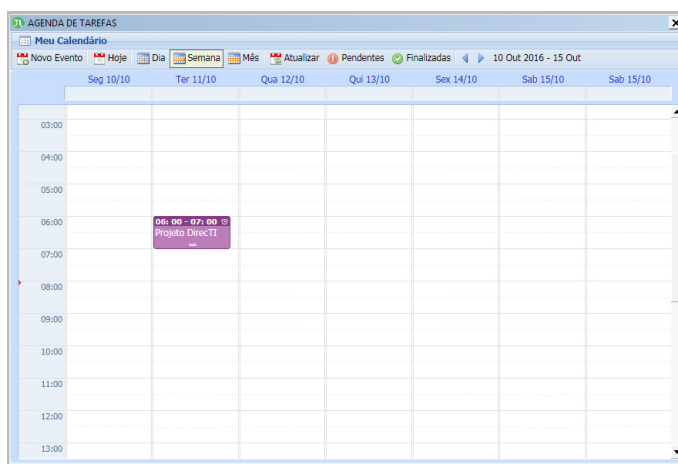 AGENDA DE TAREFAS
Meu Calendário
Novo Evento Hoje Dia Semana Mês Atualizar Pendentes Finalizadas 10 Out 2016 - 15 Out
Seg 10/10 Ter 11/10 Qua 12/10 Qui 13/10 Sex 14/10 Sab 15/10 Sab 15/10
03:00
04:00
05:00
06:00
06: 00 - 07: 00
Projeto DirecTI
07:00
08:00
09:00
10:00
11:00
12:00
13:00